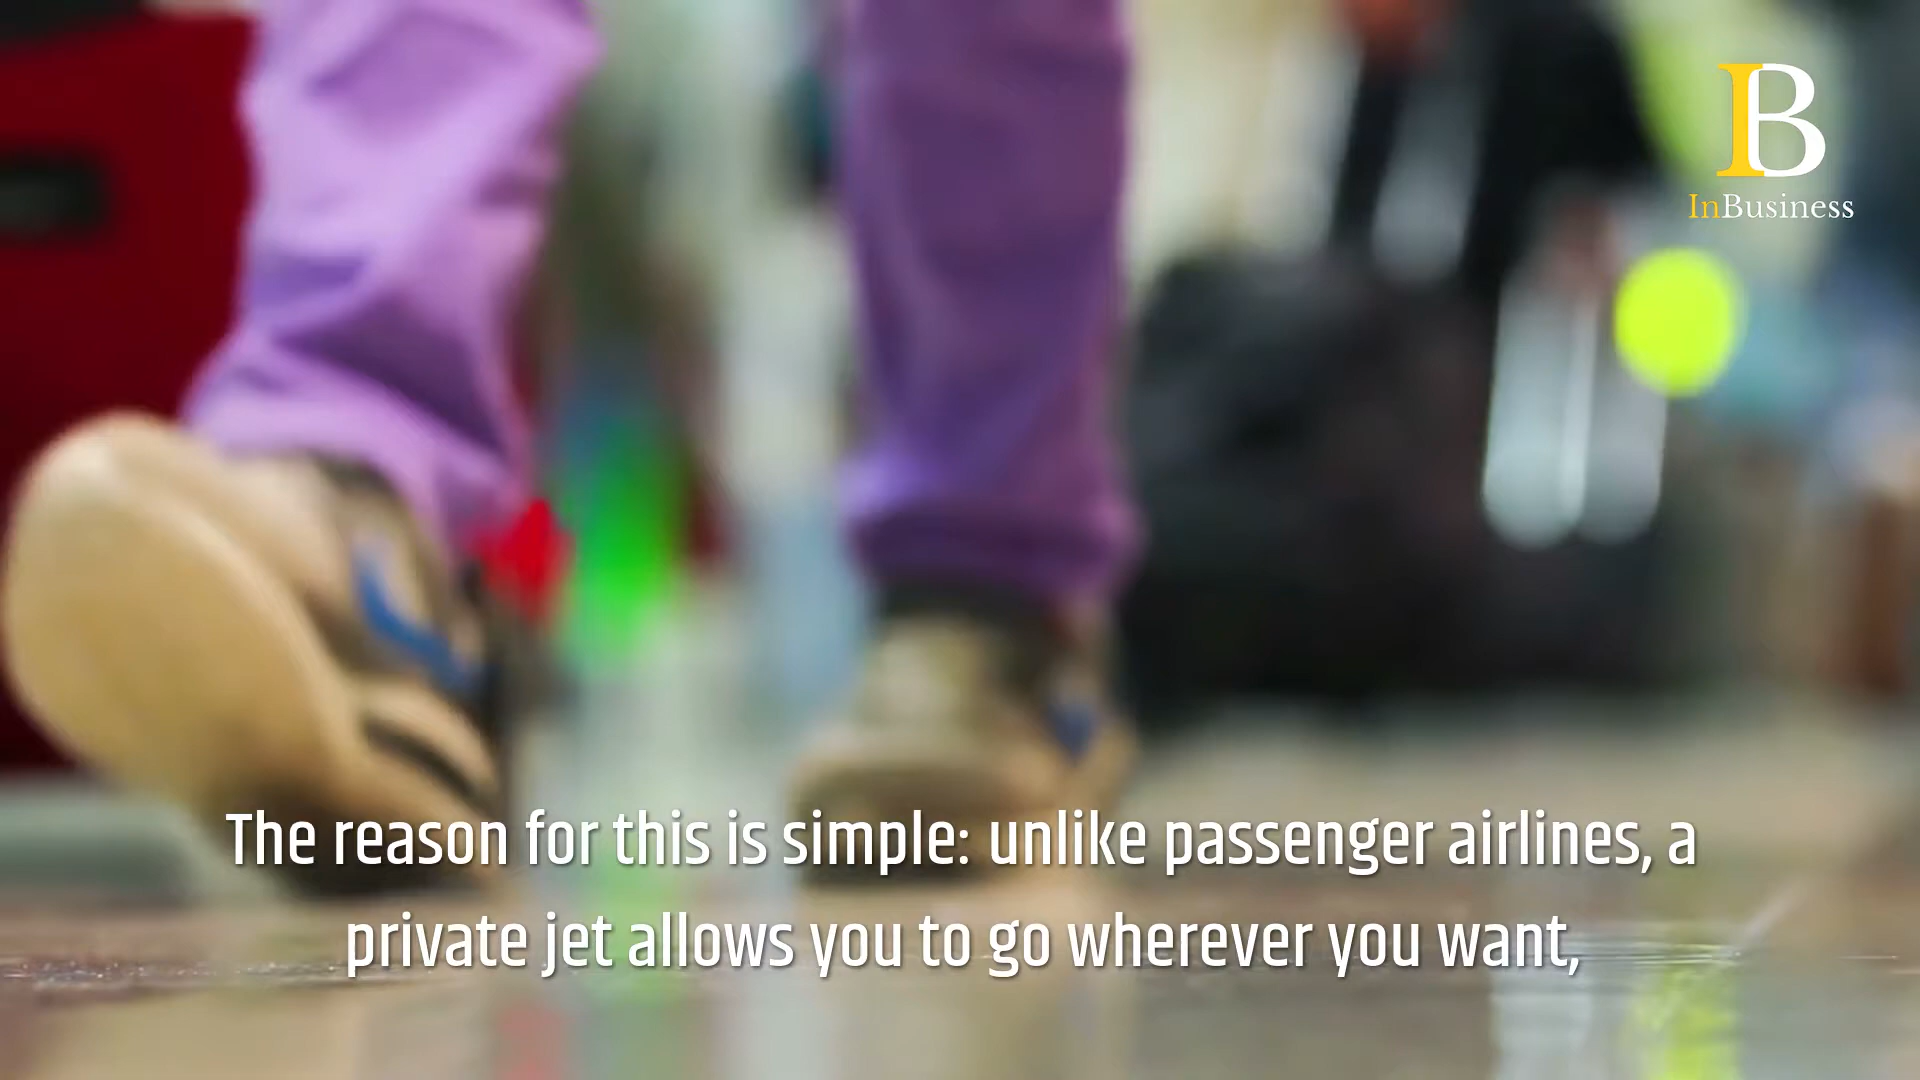 IB
InBusiness
The reason for this is simple: unlike passenger airlines, a
private jet allows you to go wherever you want,